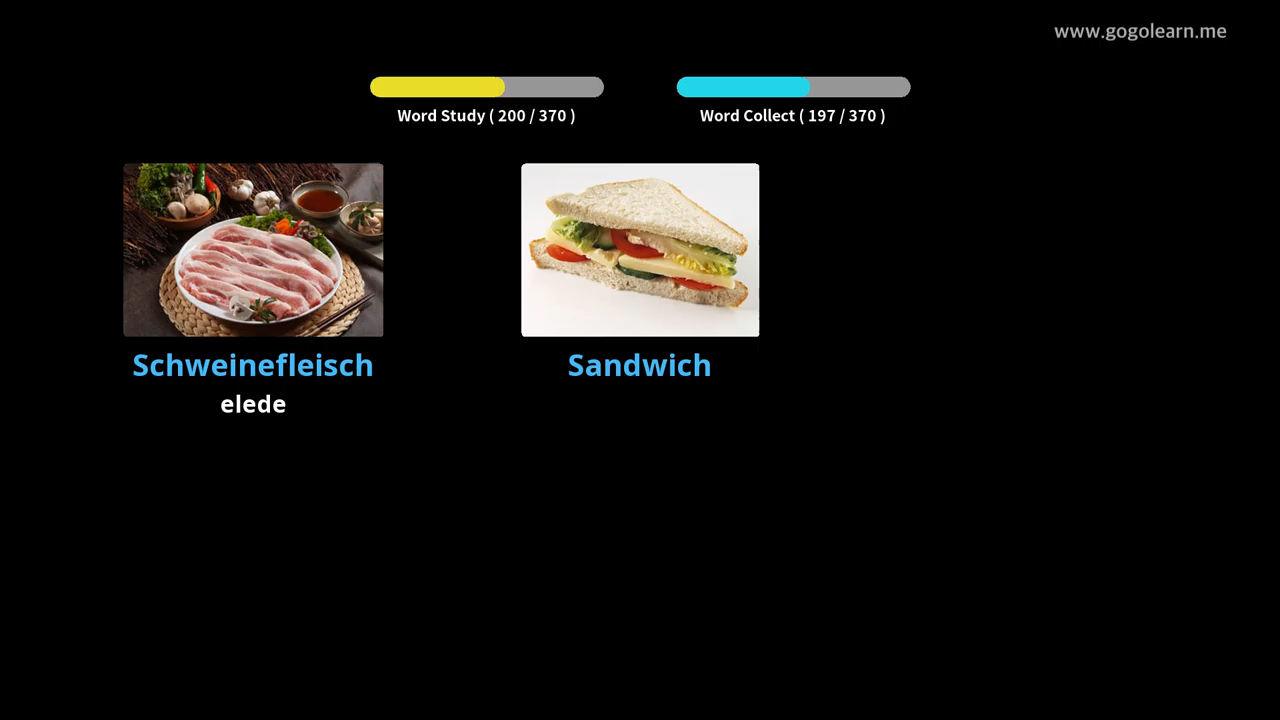 www.gogolearn.me
Word Study ( 200 / 370 )
Word Collect ( 197 / 370 )
Schweinefleisch
elede
Sandwich